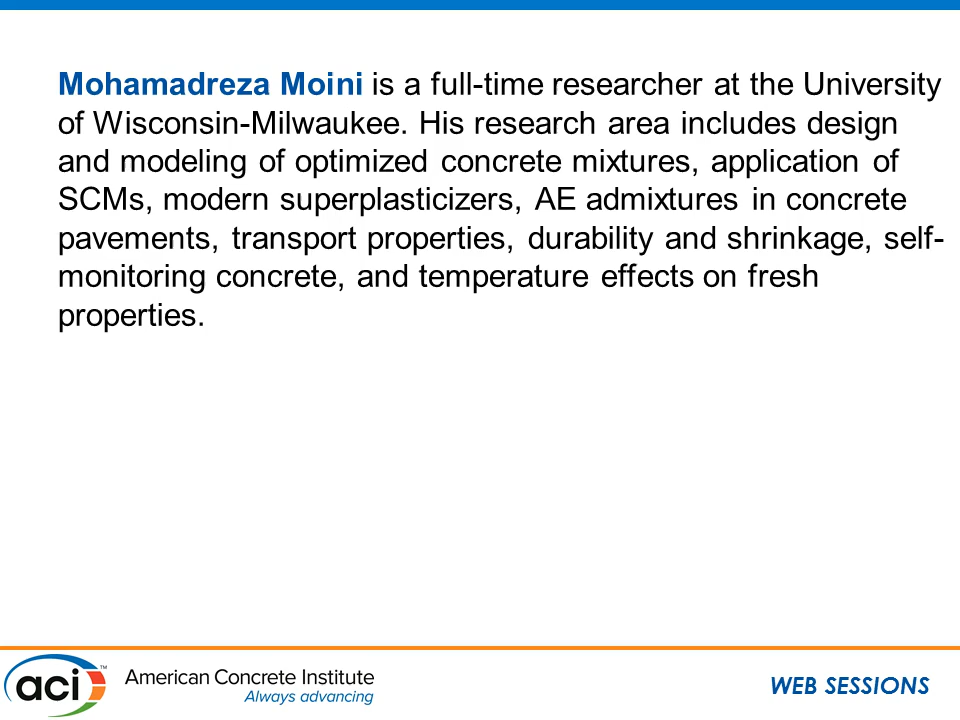 Mohamadreza Moini is a full-time researcher at the University
of Wisconsin-Milwaukee. His research area includes design
and modeling of optimized concrete mixtures, application of
SCMs, modern superplasticizers, AE admixtures in concrete
pavements, transport properties, durability and shrinkage, self-
monitoring concrete, and temperature effects on fresh
properties.
aci™
American Concrete Institute
Always advancing
WEB SESSIONS